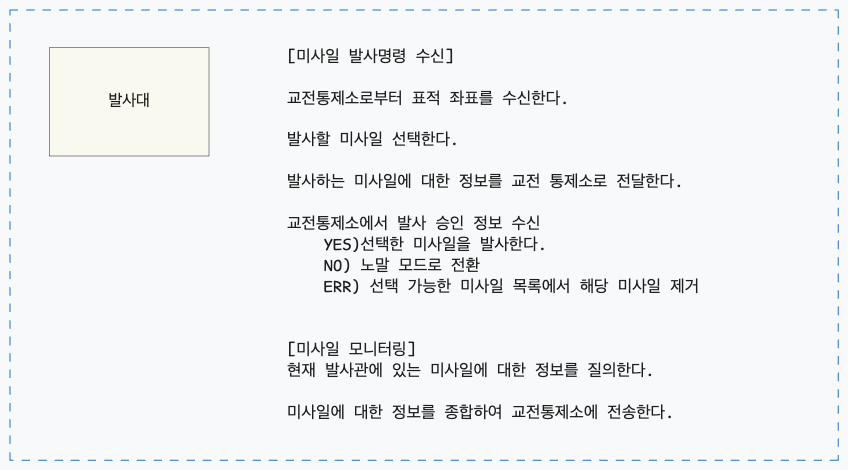 발사대
[미사일 발사명령 수신]
교전통제소로부터 표적 좌표를 수신한다.
발사할 미사일 선택한다.
발사하는 미사일에 대한 정보를 교전 통제소로 전달한다.
교전통제소에서 발사 승인 정보 수신
YES)선택한 미사일을 발사한다.
NO) 노말 모드로 전환
ERR) 선택 가능한 미사일 목록에서 해당 미사일 제거
[미사일 모니터링]
현재 발사관에 있는 미사일에 대한 정보를 질의한다.
미사일에 대한 정보를 종합하여 교전통제소에 전송한다.